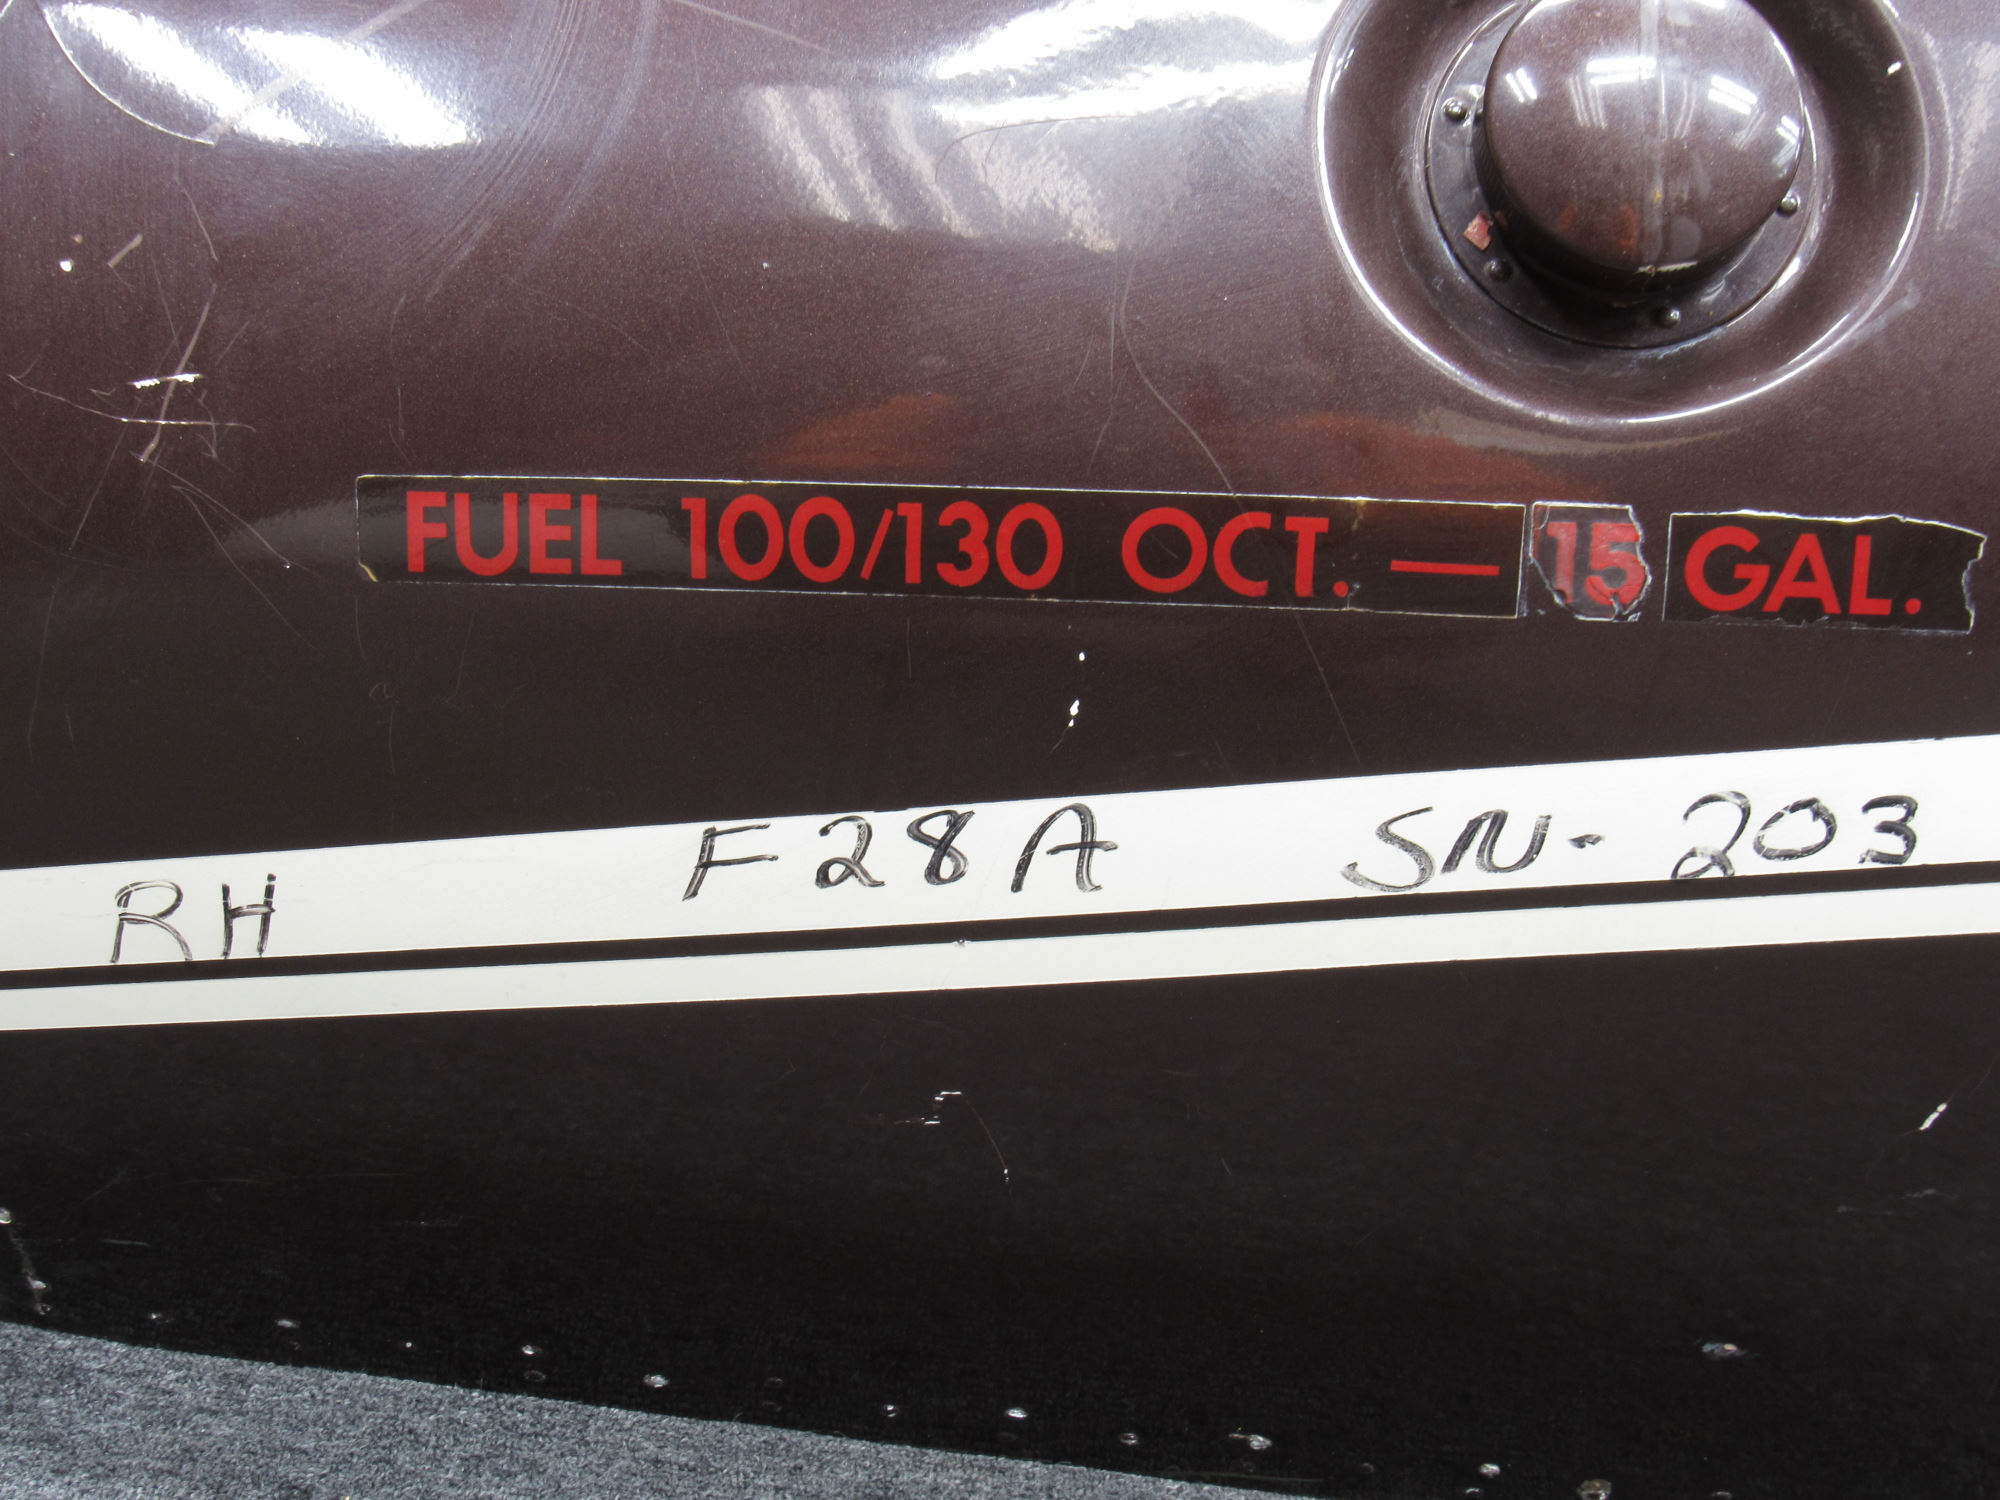 FUEL 100/130 OCT. — 15 GAL.
RH F28A SN-203